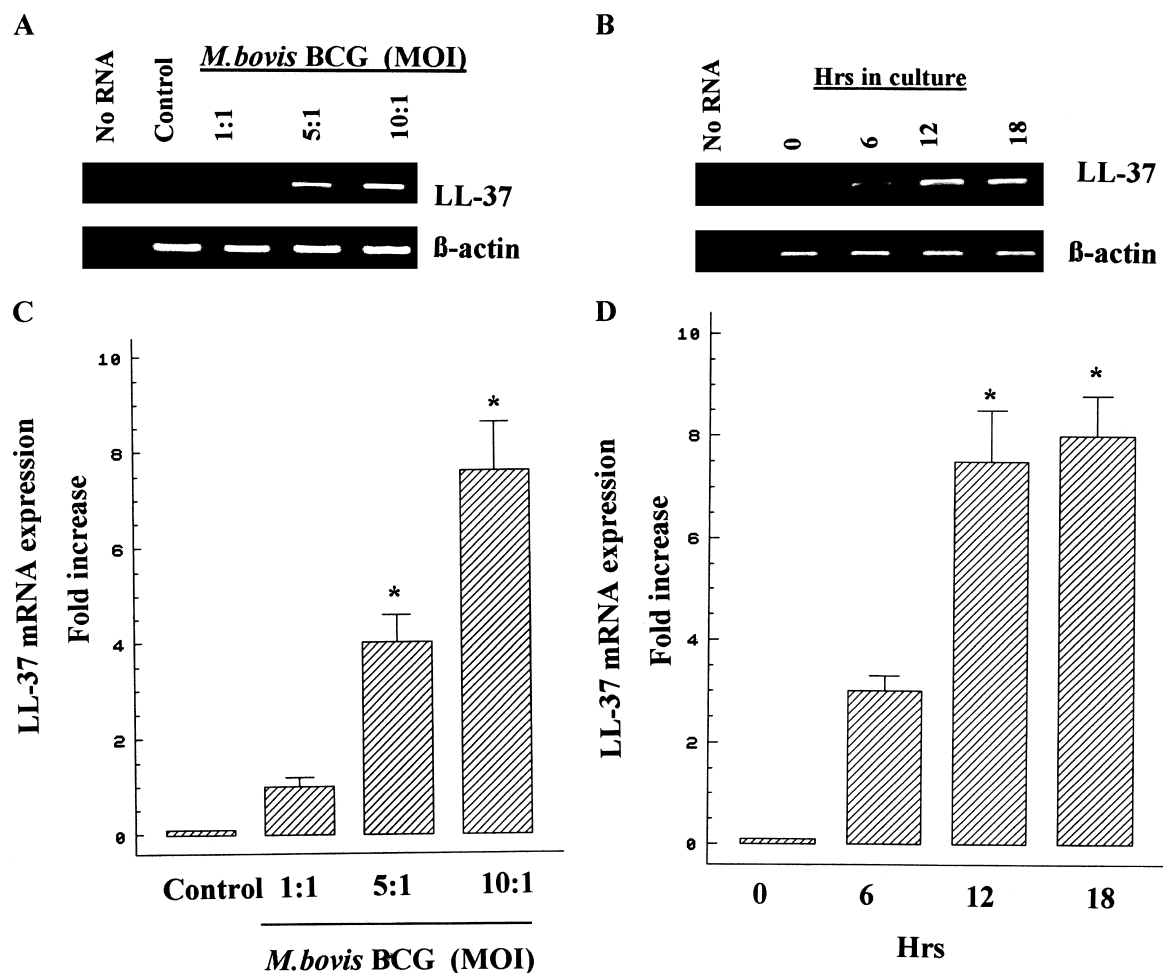 A
M.bovis BCG (MOI)
No RNA
Control
1:1
5:1
10:1
LL-37
ß-actin
B
Hrs in culture
No RNA
0
6
12
18
LL-37
ß-actin
C
LL-37 mRNA expression
Fold increase
10
8
6
4
2
0
*
*
Control
1:1
5:1
10:1
M.bovis BCG (MOI)
D
LL-37 mRNA expression
Fold increase
10
8
6
4
2
0
*
*
0
6
12
18
Hrs